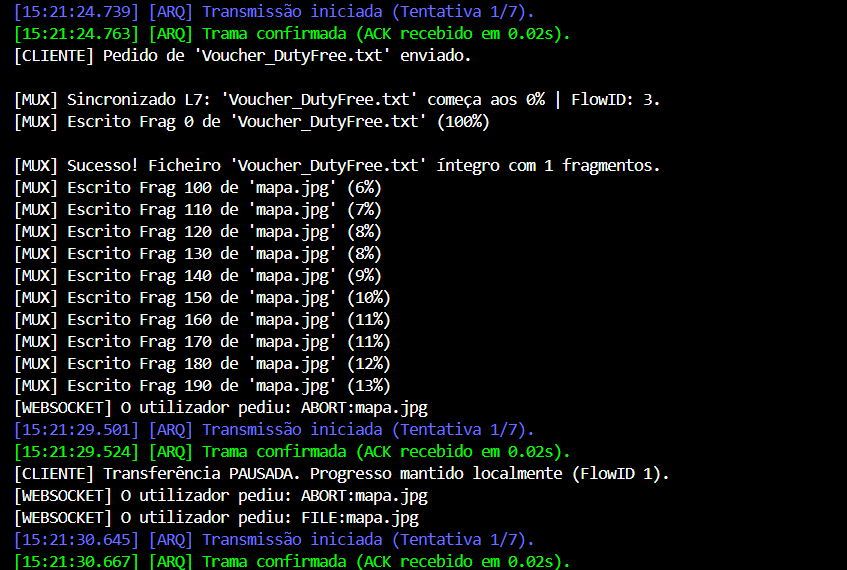 [15:21:24.739] [ARQ] Transmissão iniciada (Tentativa 1/7).
[15:21:24.763] [ARQ] Trama confirmada (ACK recebido em 0.02s).
[CLIENTE] Pedido de 'Voucher_DutyFree.txt' enviado.
[MUX] Sincronizado L7: 'Voucher_DutyFree.txt' começa aos 0% | FlowID: 3.
[MUX] Escrito Frag 0 de 'Voucher_DutyFree.txt' (100%)
[MUX] Sucesso! Ficheiro 'Voucher_DutyFree.txt' íntegro com 1 fragmentos.
[MUX] Escrito Frag 100 de 'mapa.jpg' (6%)
[MUX] Escrito Frag 110 de 'mapa.jpg' (7%)
[MUX] Escrito Frag 120 de 'mapa.jpg' (8%)
[MUX] Escrito Frag 130 de 'mapa.jpg' (8%)
[MUX] Escrito Frag 140 de 'mapa.jpg' (9%)
[MUX] Escrito Frag 150 de 'mapa.jpg' (10%)
[MUX] Escrito Frag 160 de 'mapa.jpg' (11%)
[MUX] Escrito Frag 170 de 'mapa.jpg' (11%)
[MUX] Escrito Frag 180 de 'mapa.jpg' (12%)
[MUX] Escrito Frag 190 de 'mapa.jpg' (13%)
[WEBSOCKET] O utilizador pediu: ABORT:mapa.jpg
[15:21:29.501] [ARQ] Transmissão iniciada (Tentativa 1/7).
[15:21:29.524] [ARQ] Trama confirmada (ACK recebido em 0.02s).
[CLIENTE] Transferência PAUSADA. Progresso mantido localmente (FlowID 1).
[WEBSOCKET] O utilizador pediu: ABORT:mapa.jpg
[WEBSOCKET] O utilizador pediu: FILE:mapa.jpg
[15:21:30.645] [ARQ] Transmissão iniciada (Tentativa 1/7).
[15:21:30.667] [ARQ] Trama confirmada (ACK recebido em 0.02s).